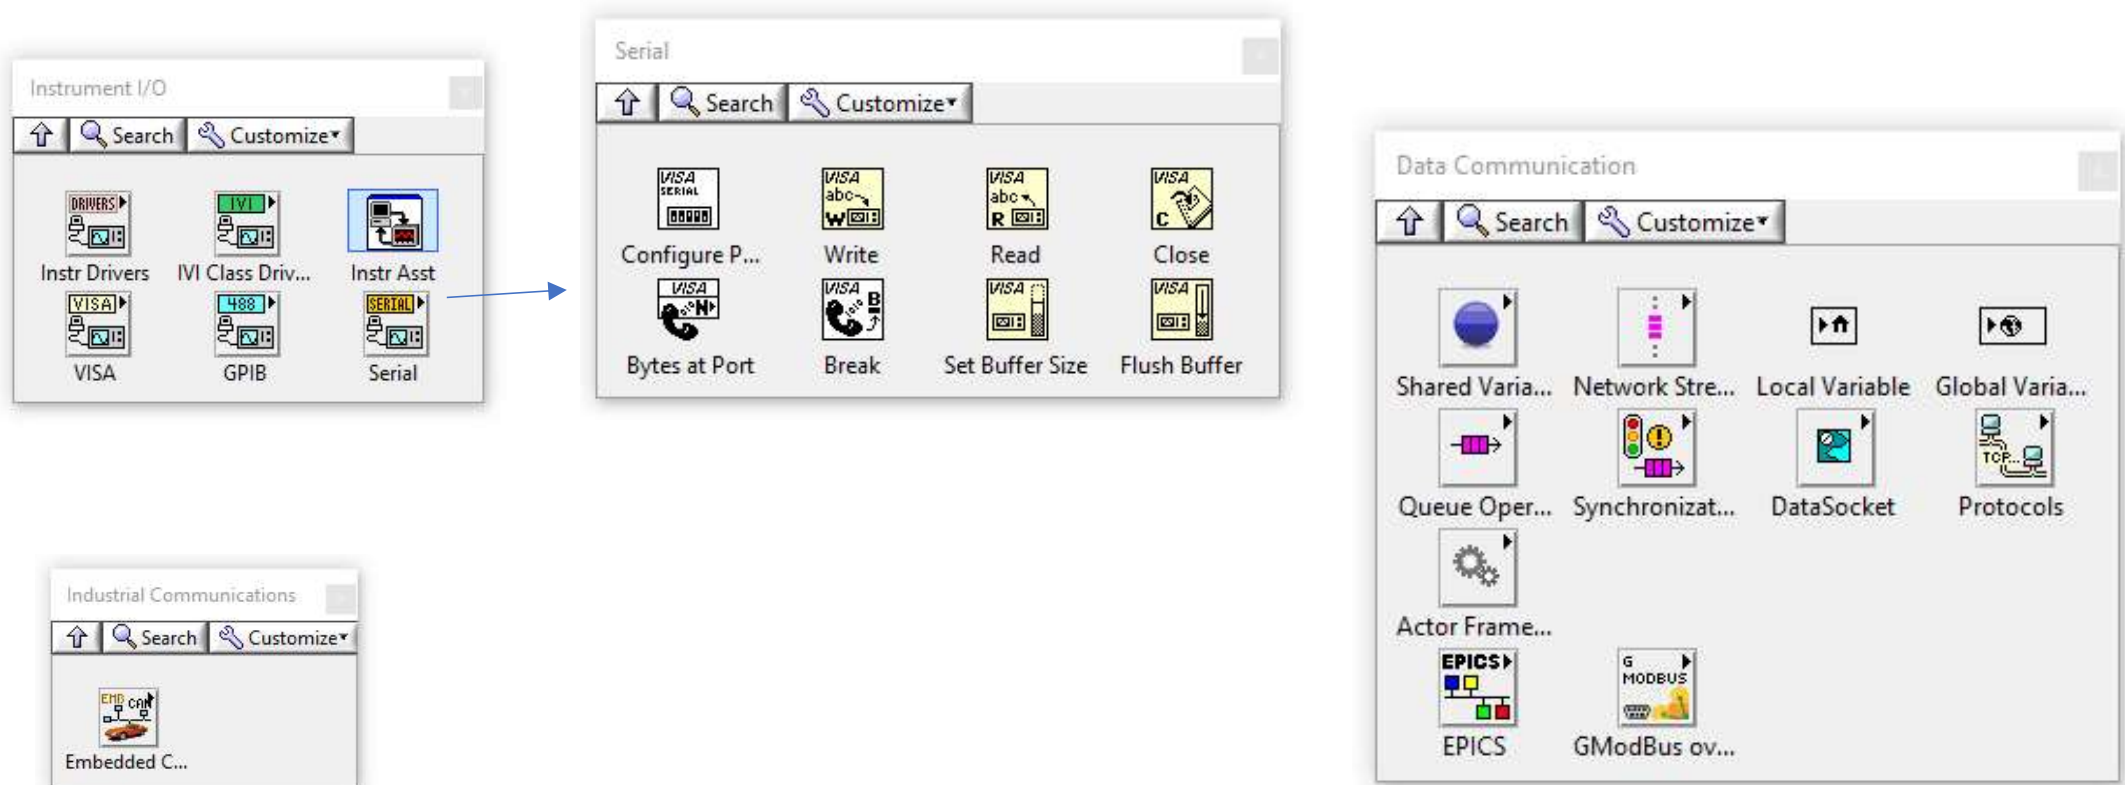 Instrument I/O
Search Customize
DRIVERS IVI
Instr Drivers IVI Class Driv... Instr Asst
VISA 488 SERIAL
VISA GPIB Serial
Serial
Search Customize
VISA SERIAL VISA abc W VISA abc R VISA C
Configure P... Write Read Close
VISA N VISA B VISA VISA
Bytes at Port Break Set Buffer Size Flush Buffer
Data Communication
Search Customize
Shared Varia... Network Stre... Local Variable Global Varia...
TCP...
Queue Oper... Synchronizat... DataSocket Protocols
Actor Frame...
EPICS G MODBUS
EPICS GModBus ov...
Industrial Communications
Search Customize
EMB CAN
Embedded C...